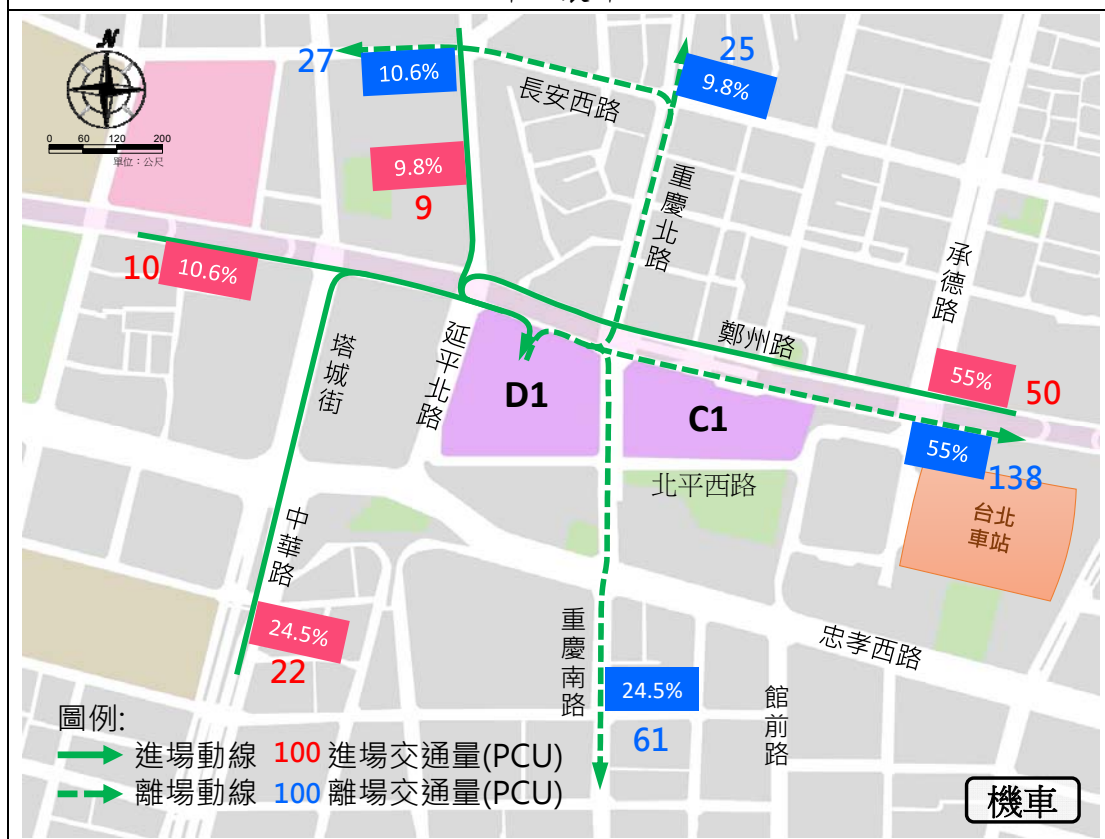 N
0 60 120 200
單位：公尺
27
10.6%
25
9.8%
長安西路
9.8%
9
重慶北路
承德路
10
10.6%
鄭州路
塔城街
延平北路
D1
C1
55%
50
55%
138
北平西路
台北
車站
中華路
24.5%
22
重慶南路
忠孝西路
24.5%
61
館前路
圖例:
進場動線 100 進場交通量(PCU)
離場動線 100 離場交通量(PCU)
機車